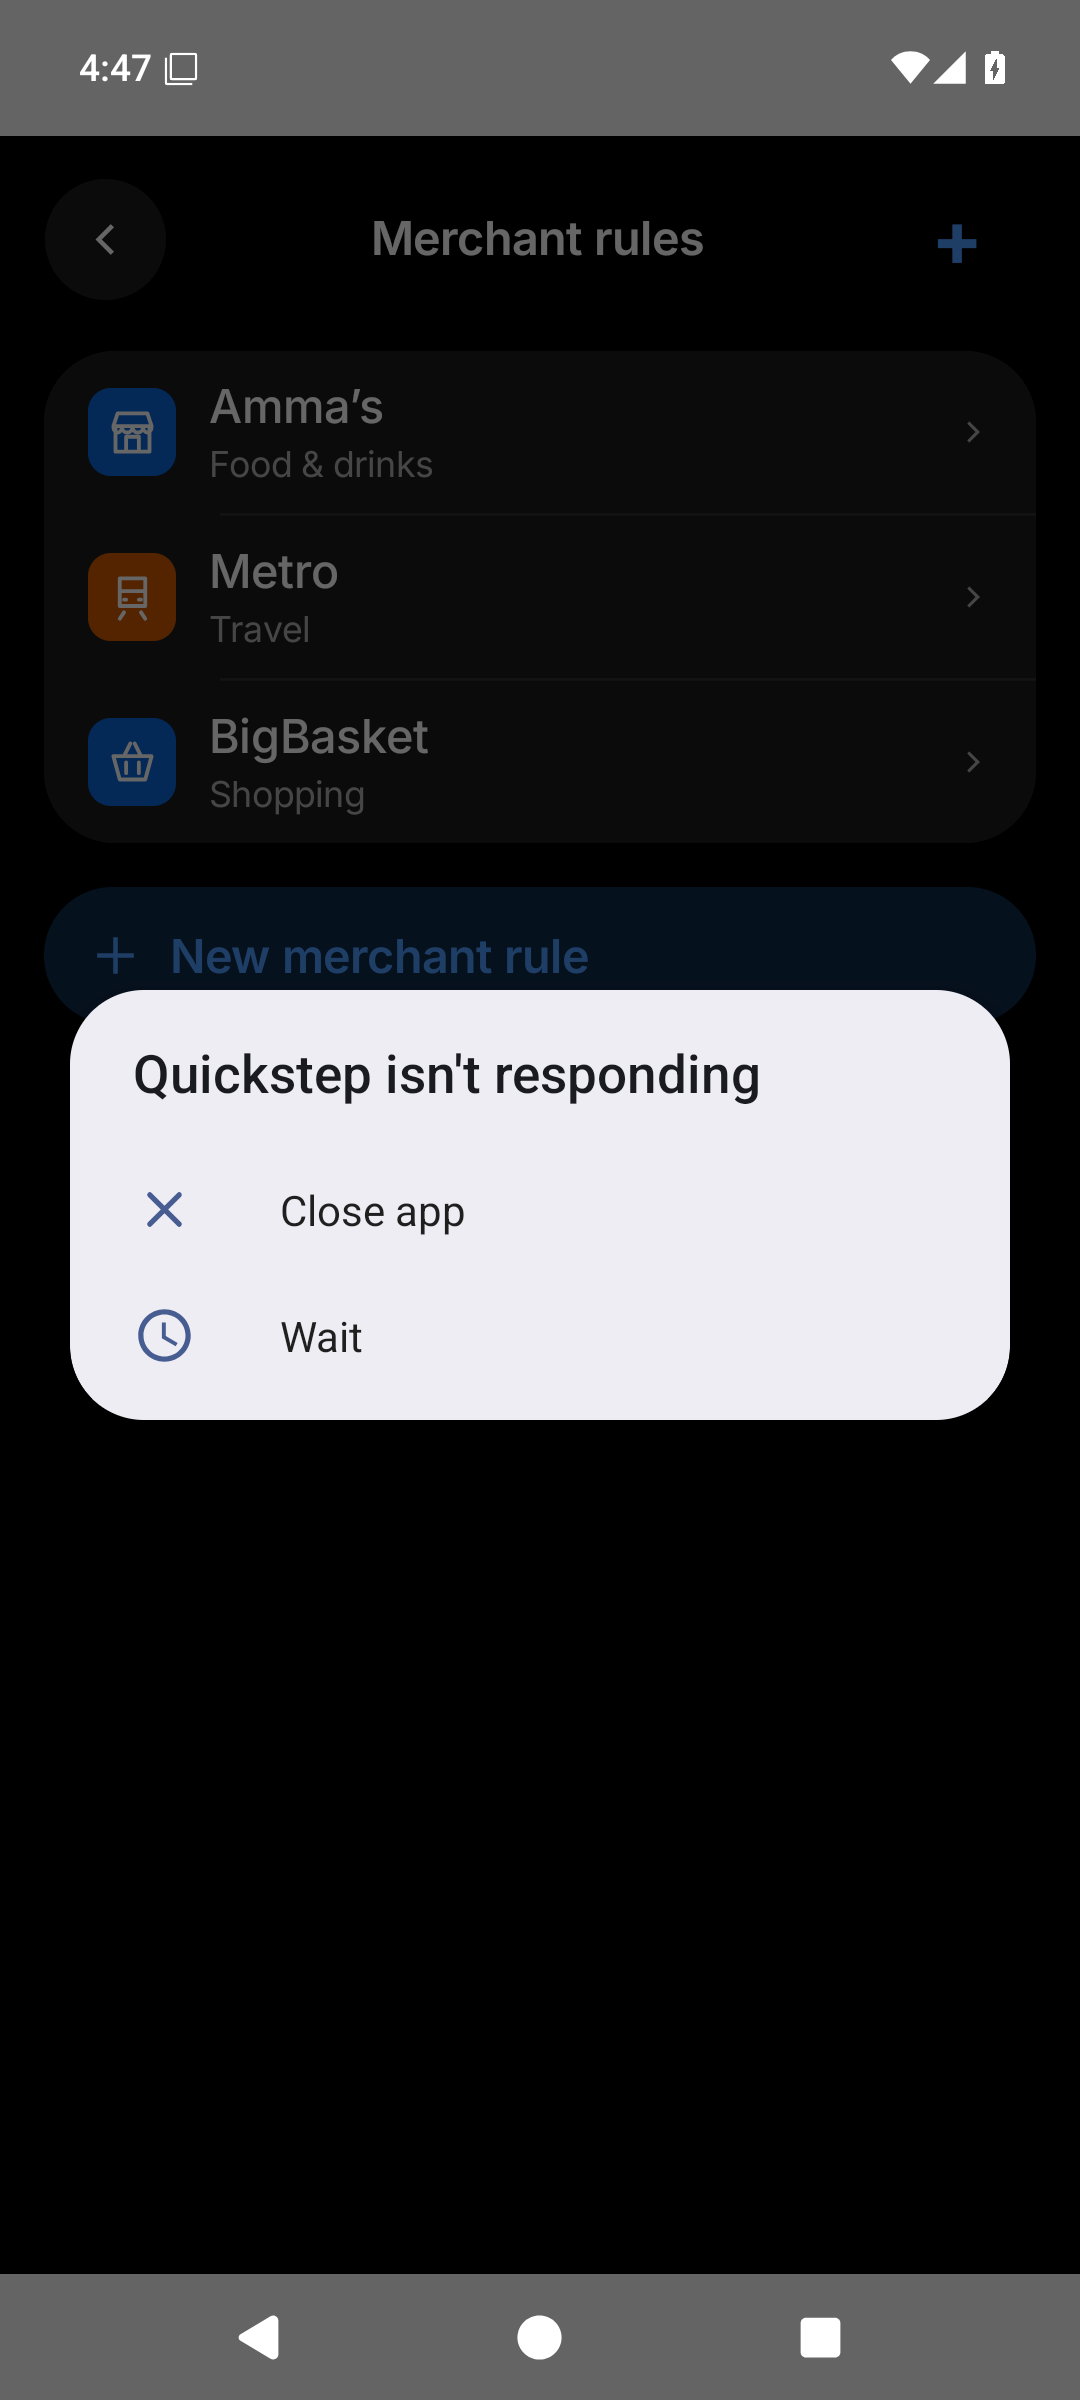 4:47
Merchant rules
Amma’s
Food & drinks
Metro
Travel
BigBasket
Shopping
New merchant rule
Quickstep isn't responding
Close app
Wait